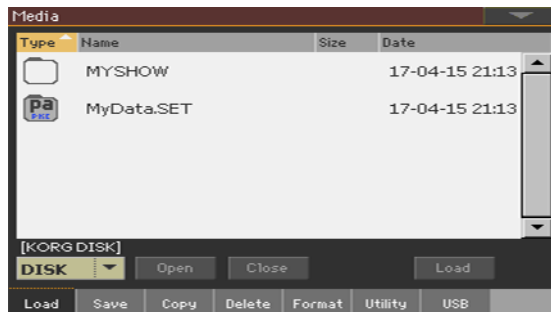 Media
Type Name Size Date
MYSHOW 17-04-15 21:13
Pa
PKG
MyData.SET 17-04-15 21:13
[KORG DISK]
DISK Open Close Load
Load Save Copy Delete Format Utility USB